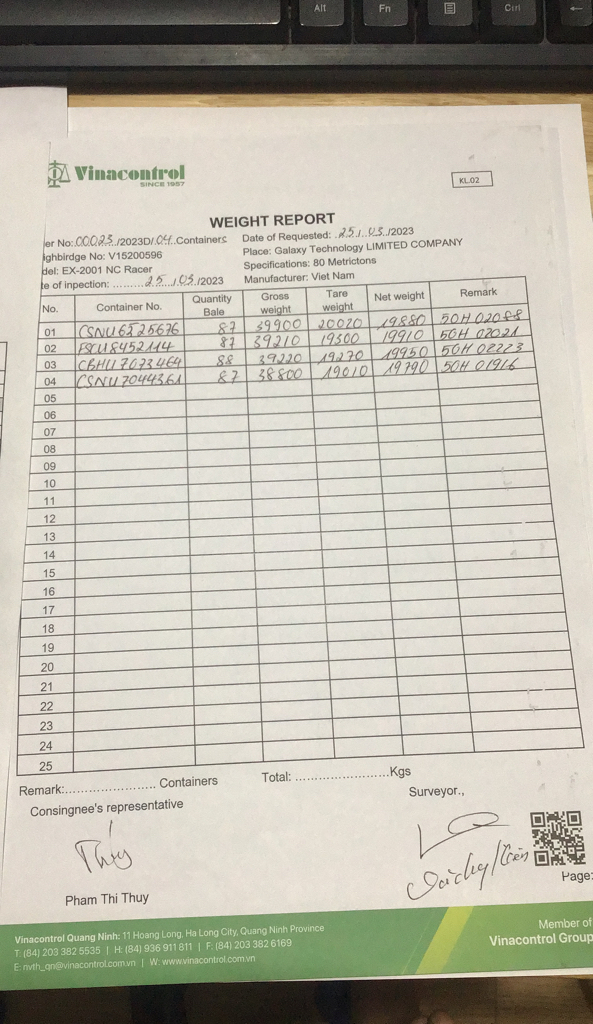 Alt Fn Ctrl
Vinacontrol
SINCE 1957
KL.02
WEIGHT REPORT
er No: 00023 /2023D/ 04 Containers
Date of Requested: 25 / 03 /2023
ighbirdge No: V15200596
Place: Galaxy Technology LIMITED COMPANY
del: EX-2001 NC Racer
Specifications: 80 Metrictons
te of inpection: ......... 25 / 03 /2023
Manufacturer: Viet Nam
No. Container No. Quantity Bale Gross weight Tare weight Net weight Remark
01 CSNU6525676 87 39900 20020 19880 50H 02088
02 87 39210 19300 19910 50H 02021
03 88 39220 19270 19950 50H 02223
04 CSNU7044361 87 38800 19010 19790 50H 01916
05
06
07
08
09
10
11
12
13
14
15
16
17
18
19
20
21
22
23
24
25
Remark:........................ Containers Total: ........................Kgs
Consingnee's representative
Surveyor.,
Thúy
Pham Thi Thuy
Page:
Vinacontrol Quang Ninh: 11 Hoang Long, Ha Long City, Quang Ninh Province
T: (84) 203 382 5535 | H: (84) 936 911 811 | F: (84) 203 382 6169
E: nvth_qn@vinacontrol.com.vn | W: www.vinacontrol.com.vn
Member of
Vinacontrol Group